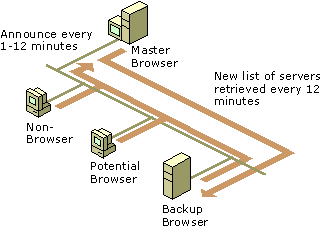 Announce every
1-12 minutes
Master
Browser
New list of servers
retrieved every 12
minutes
Non-
Browser
Potential
Browser
Backup
Browser